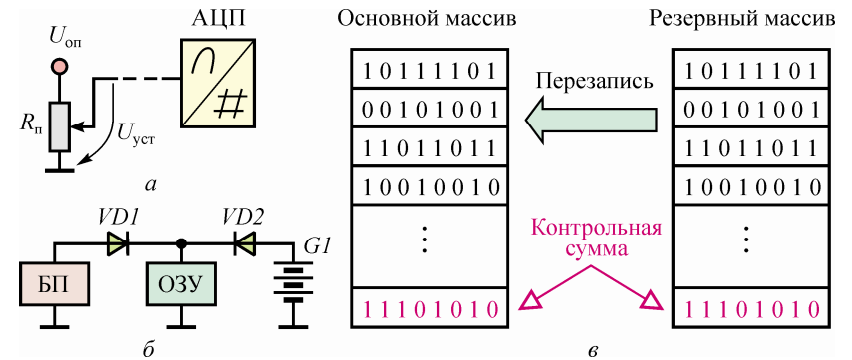 АЦП
Uоп
Rп
Uуст
а
VD1
VD2
G1
БП
ОЗУ
б
Основной массив
Резервный массив
10111101
00101001
11011011
10010010
⋮
11101010
Перезапись
Контрольная
сумма
10111101
00101001
11011011
10010010
⋮
11101010
в